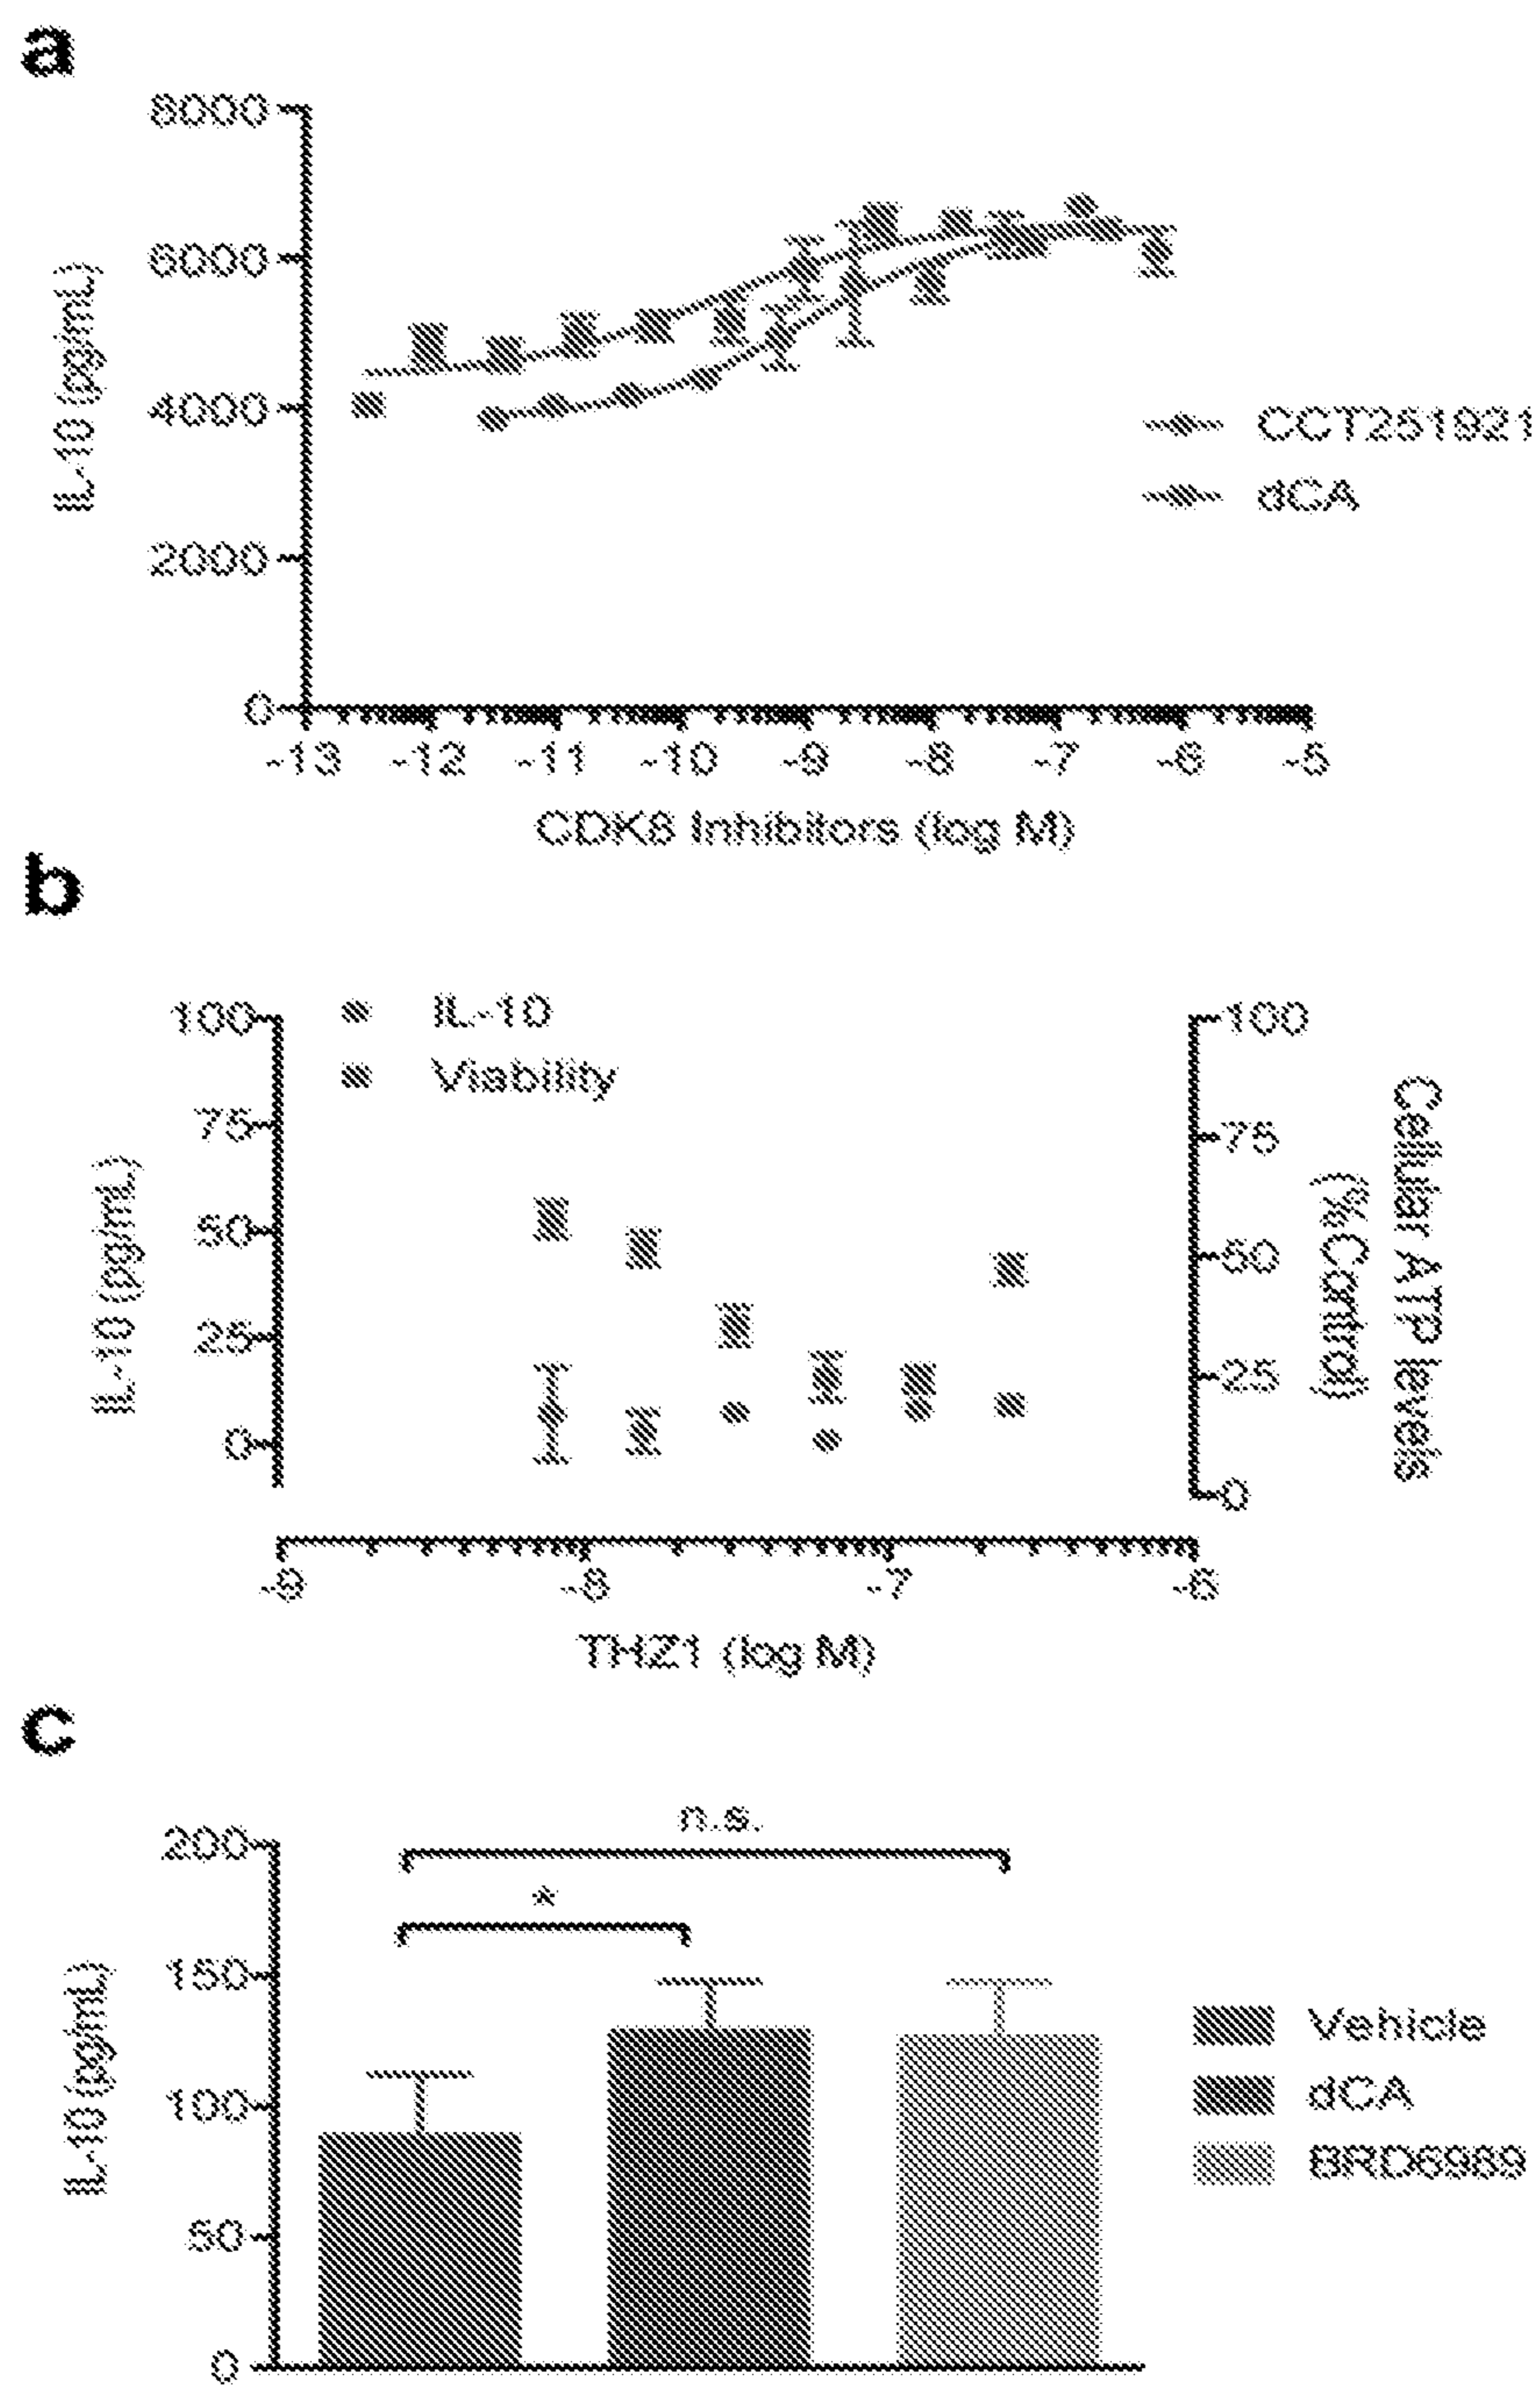 a
8000
6000
4000
2000
0
IL-10 (pg/mL)
-13 -12 -11 -10 -9 -8 -7 -6 -5
CDK8 Inhibitors (log M)
CCT251921
dCA
b
IL-10
Viability
100
75
50
25
0
IL-10 (pg/mL)
100
75
50
25
0
Cellular ATP levels
(%Control)
-9 -8 -7 -6
THZ1 (log M)
c
n.s.
*
200
150
100
50
0
IL-10 (pg/mL)
Vehicle
dCA
BRD6989